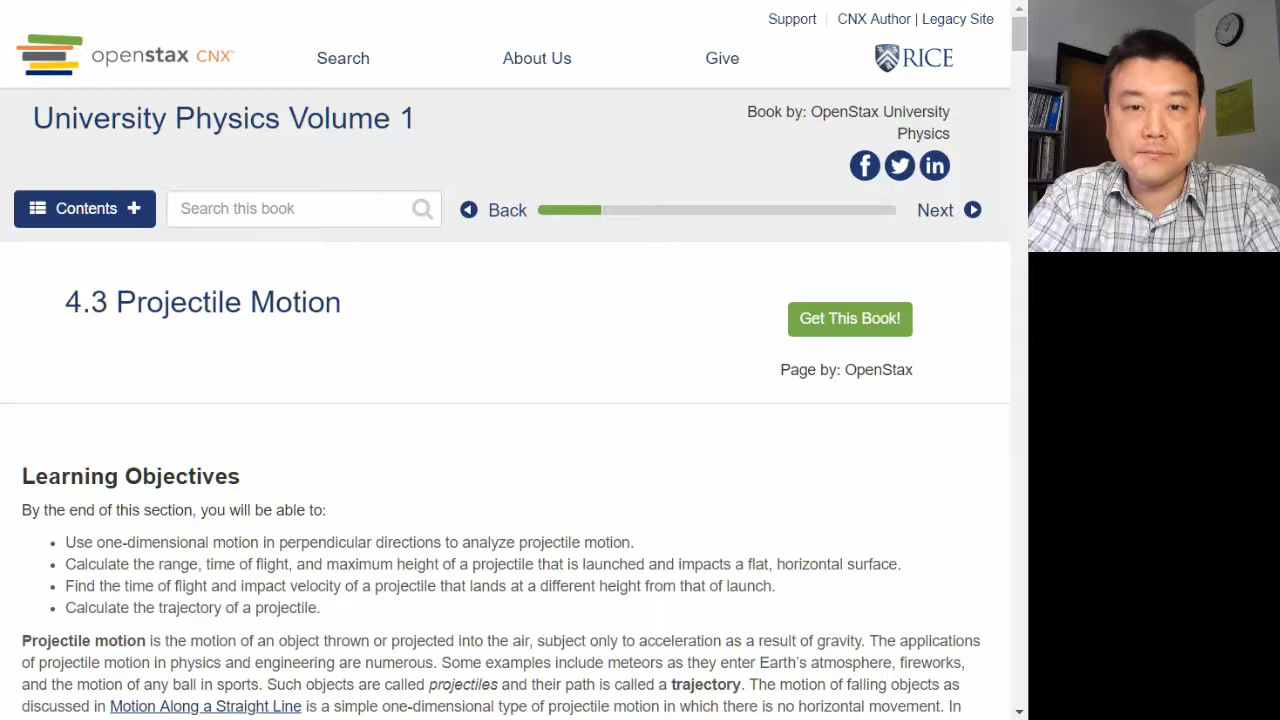 Support | CNX Author | Legacy Site
openstax CNX™
Search
About Us
Give
RICE
University Physics Volume 1
Book by: OpenStax University
Physics
Contents +
Search this book
Back
Next
4.3 Projectile Motion
Get This Book!
Page by: OpenStax
Learning Objectives
By the end of this section, you will be able to:
• Use one-dimensional motion in perpendicular directions to analyze projectile motion.
• Calculate the range, time of flight, and maximum height of a projectile that is launched and impacts a flat, horizontal surface.
• Find the time of flight and impact velocity of a projectile that lands at a different height from that of launch.
• Calculate the trajectory of a projectile.
Projectile motion is the motion of an object thrown or projected into the air, subject only to acceleration as a result of gravity. The applications
of projectile motion in physics and engineering are numerous. Some examples include meteors as they enter Earth's atmosphere, fireworks,
and the motion of any ball in sports. Such objects are called projectiles and their path is called a trajectory. The motion of falling objects as
discussed in Motion Along a Straight Line is a simple one-dimensional type of projectile motion in which there is no horizontal movement. In